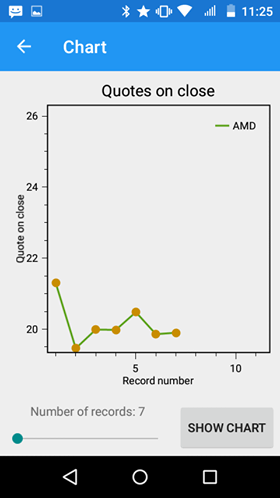 11:25
Chart
Quotes on close
AMD
26
24
22
20
Quote on close
5
10
Record number
Number of records: 7
SHOW CHART